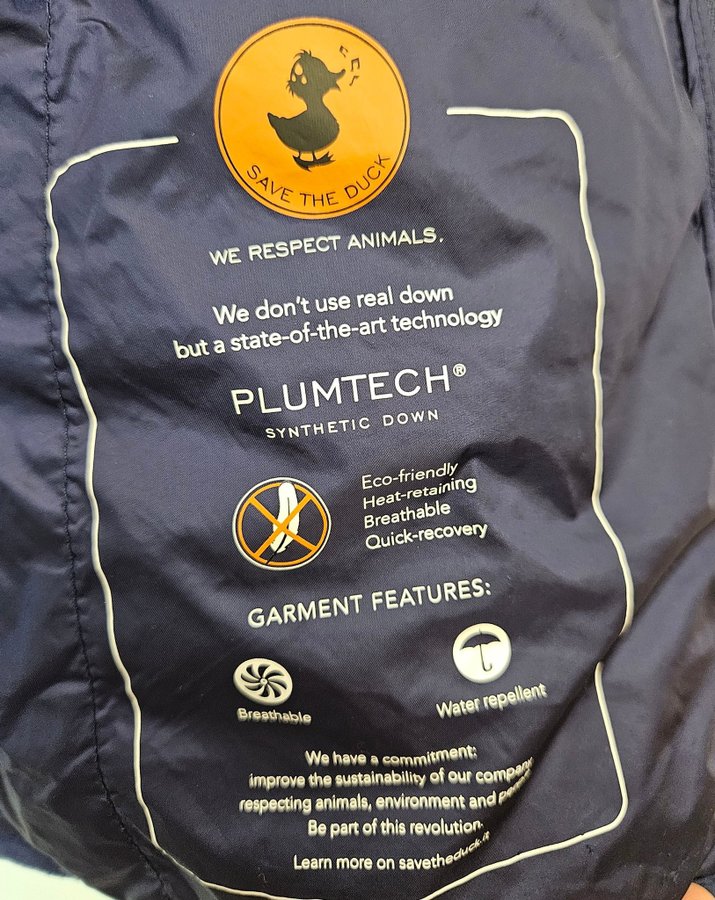 SAVE THE DUCK
WE RESPECT ANIMALS.
We don't use real down
but a state-of-the-art technology
PLUMTECH®
SYNTHETIC DOWN
Eco-friendly
Heat-retaining
Breathable
Quick-recovery
GARMENT FEATURES:
Breathable
Water repellent
We have a commitment:
improve the sustainability of our company
respecting animals, environment and
Be part of this revolution.
Learn more on savetheduck.it